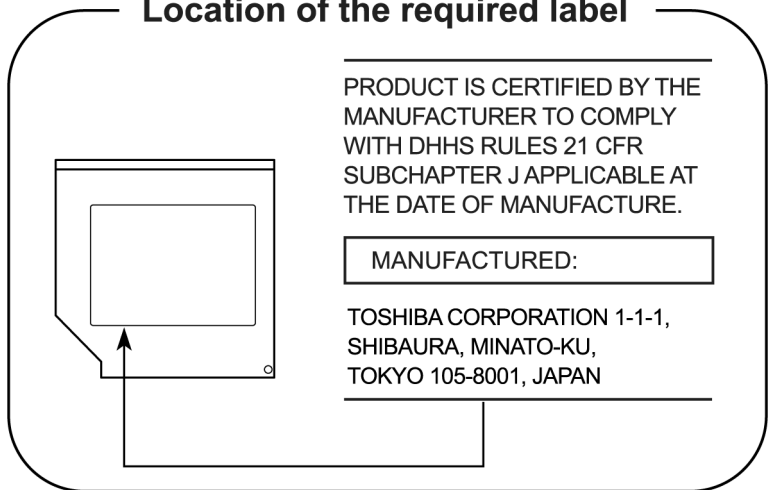 Location of the required label
PRODUCT IS CERTIFIED BY THE
MANUFACTURER TO COMPLY
WITH DHHS RULES 21 CFR
SUBCHAPTER J APPLICABLE AT
THE DATE OF MANUFACTURE.
MANUFACTURED:
TOSHIBA CORPORATION 1-1-1,
SHIBAURA, MINATO-KU,
TOKYO 105-8001, JAPAN